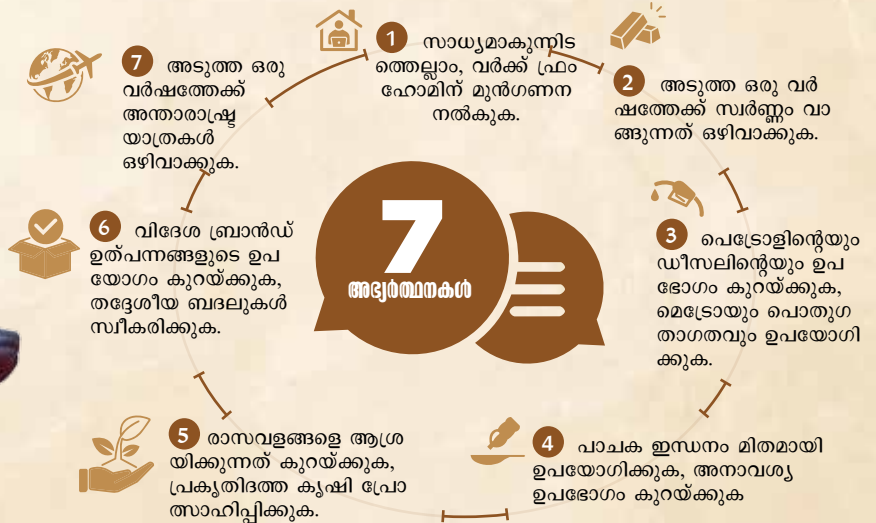 7
അഭ്യർത്ഥനകൾ
1 സാധ്യമാകുന്നിട
ത്തെല്ലാം, വർക്ക് ഫ്രം
ഹോമിന് മുൻഗണന
നൽകുക.
2 അടുത്ത ഒരു വർ
ഷത്തേക്ക് സ്വർണ്ണം വാ
ങ്ങുന്നത് ഒഴിവാക്കുക.
3 പെട്രോളിന്റെയും
ഡീസലിന്റെയും ഉപ
ഭോഗം കുറയ്ക്കുക,
മെട്രോയും പൊതുഗ
താഗതവും ഉപയോഗി
ക്കുക.
4 പാചക ഇന്ധനം മിതമായി
ഉപയോഗിക്കുക, അനാവശ്യ
ഉപഭോഗം കുറയ്ക്കുക
5 രാസവളങ്ങളെ ആശ്ര
യിക്കുന്നത് കുറയ്ക്കുക,
പ്രകൃതിദത്ത കൃഷി പ്രോ
ത്സാഹിപ്പിക്കുക.
6 വിദേശ ബ്രാൻഡ്
ഉത്പന്നങ്ങളുടെ ഉപ
യോഗം കുറയ്ക്കുക,
തദ്ദേശീയ ബദലുകൾ
സ്വീകരിക്കുക.
7 അടുത്ത ഒരു
വർഷത്തേക്ക്
അന്താരാഷ്ട്ര
യാത്രകൾ
ഒഴിവാക്കുക.